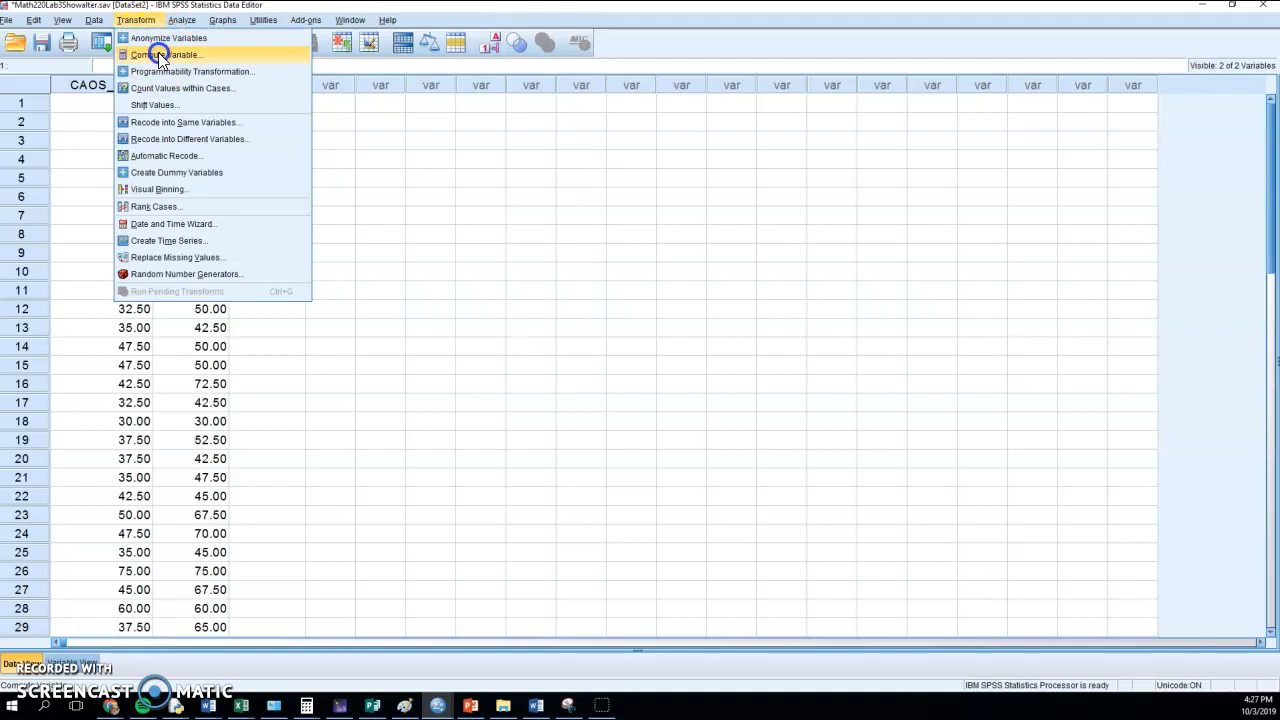 *Math220Lab3Showalter.sav [DataSet2] - IBM SPSS Statistics Data Editor
File Edit View Data Transform Analyze Graphs Utilities Add-ons Window Help
Anonymize Variables
Compute Variable...
Programmability Transformation...
Count Values within Cases...
Shift Values...
Recode into Same Variables...
Recode into Different Variables...
Automatic Recode...
Create Dummy Variables
Visual Binning...
Rank Cases...
Date and Time Wizard...
Create Time Series...
Replace Missing Values...
Random Number Generators...
Run Pending Transforms Ctrl+G
1 :
Visible: 2 of 2 Variables
CAOS_ var var var var var var var var var var var var var var var var var
1
2
3
4
5
6
7
8
9
10
11
12 32.50 50.00
13 35.00 42.50
14 47.50 50.00
15 47.50 50.00
16 42.50 72.50
17 32.50 42.50
18 30.00 30.00
19 37.50 52.50
20 37.50 42.50
21 35.00 47.50
22 42.50 45.00
23 50.00 67.50
24 47.50 70.00
25 35.00 45.00
26 75.00 75.00
27 45.00 67.50
28 60.00 60.00
29 37.50 65.00
Data View Variable View
RECORDED WITH
SCREENCAST MATIC
IBM SPSS Statistics Processor is ready Unicode:ON
4:27 PM
10/3/2019